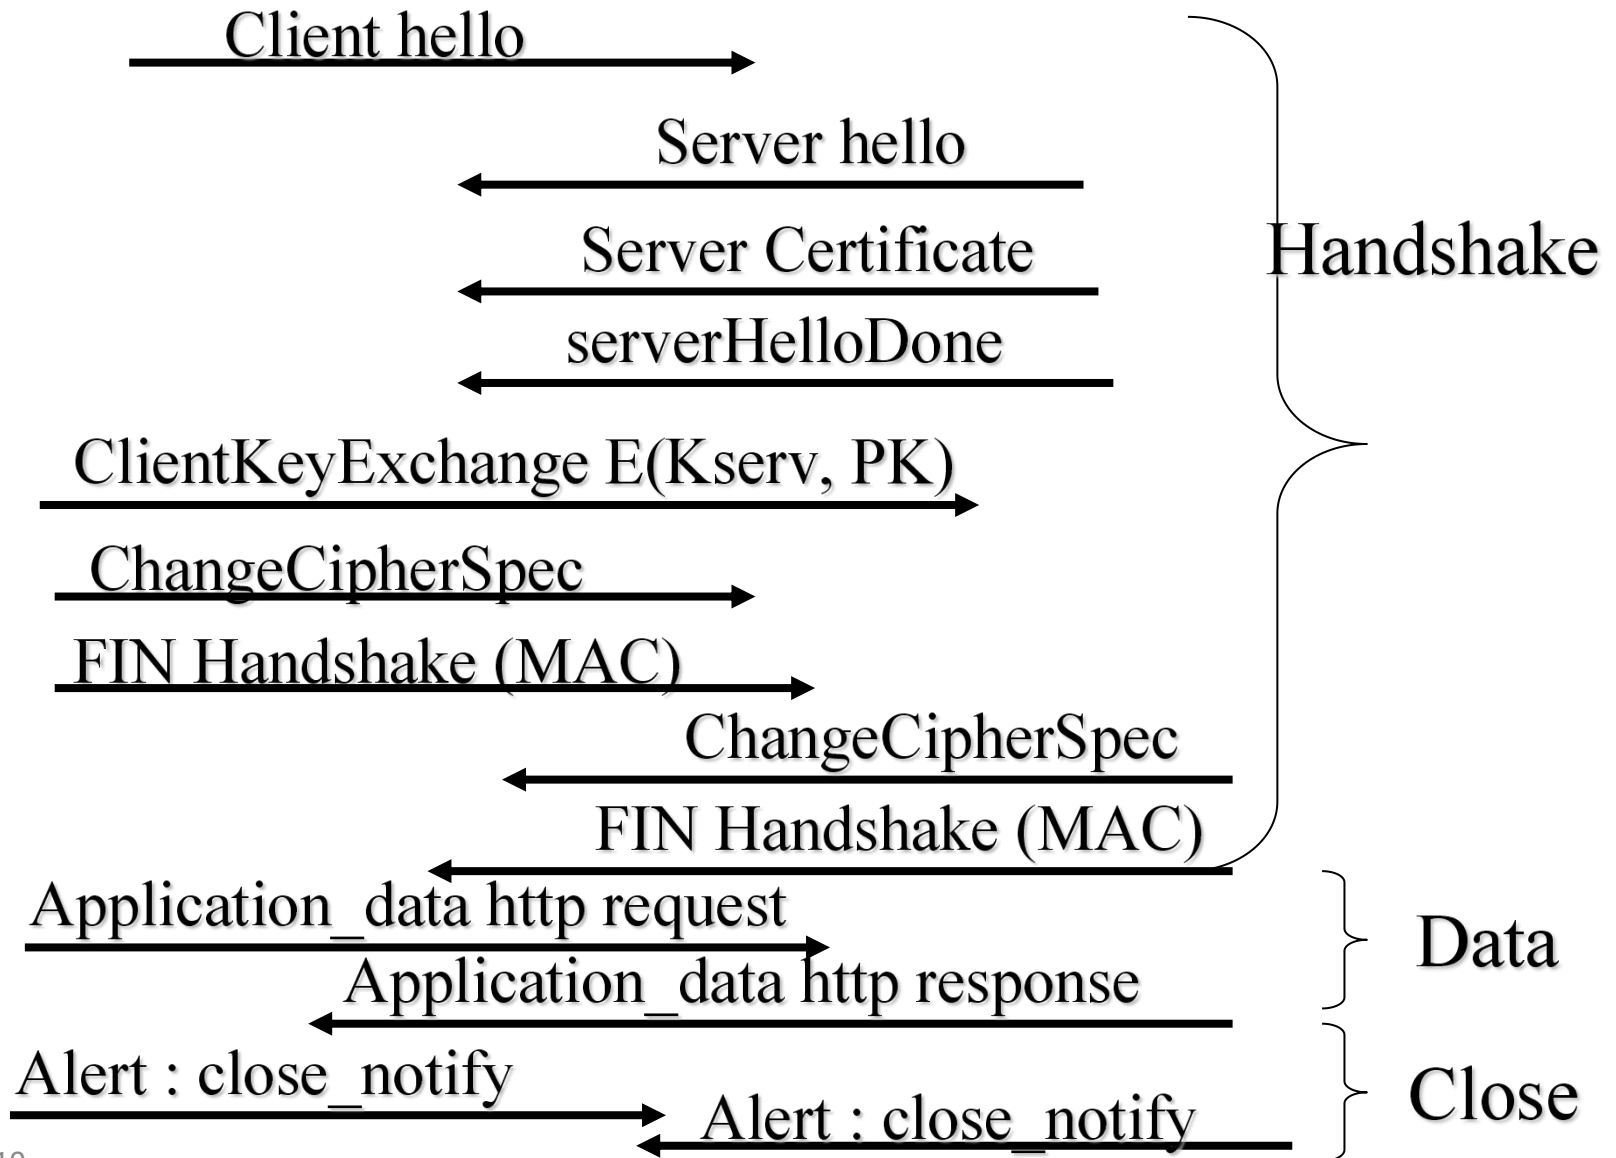 Client hello
Server hello
Server Certificate
Handshake
serverHelloDone
ClientKeyExchange E(Kserv, PK)
ChangeCipherSpec
FIN Handshake (MAC)
ChangeCipherSpec
FIN Handshake (MAC)
Application_data http request
Data
Application_data http response
Alert : close_notify
Close
Alert : close_notify